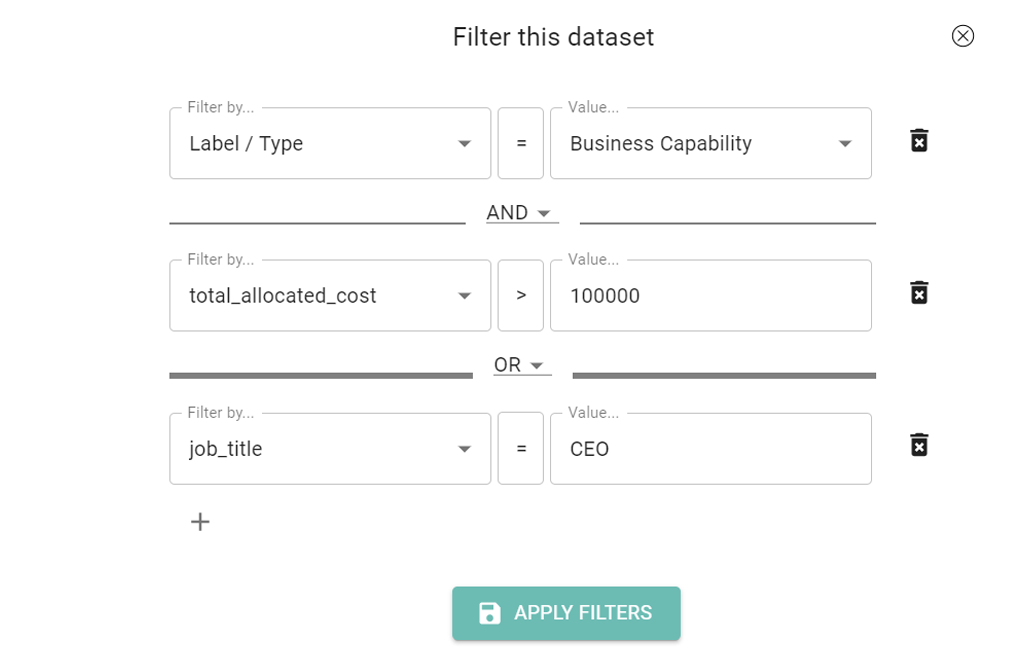 Filter this dataset
Filter by... Value...
Label / Type = Business Capability
AND
Filter by... Value...
total_allocated_cost > 100000
OR
Filter by... Value...
job_title = CEO
+
APPLY FILTERS